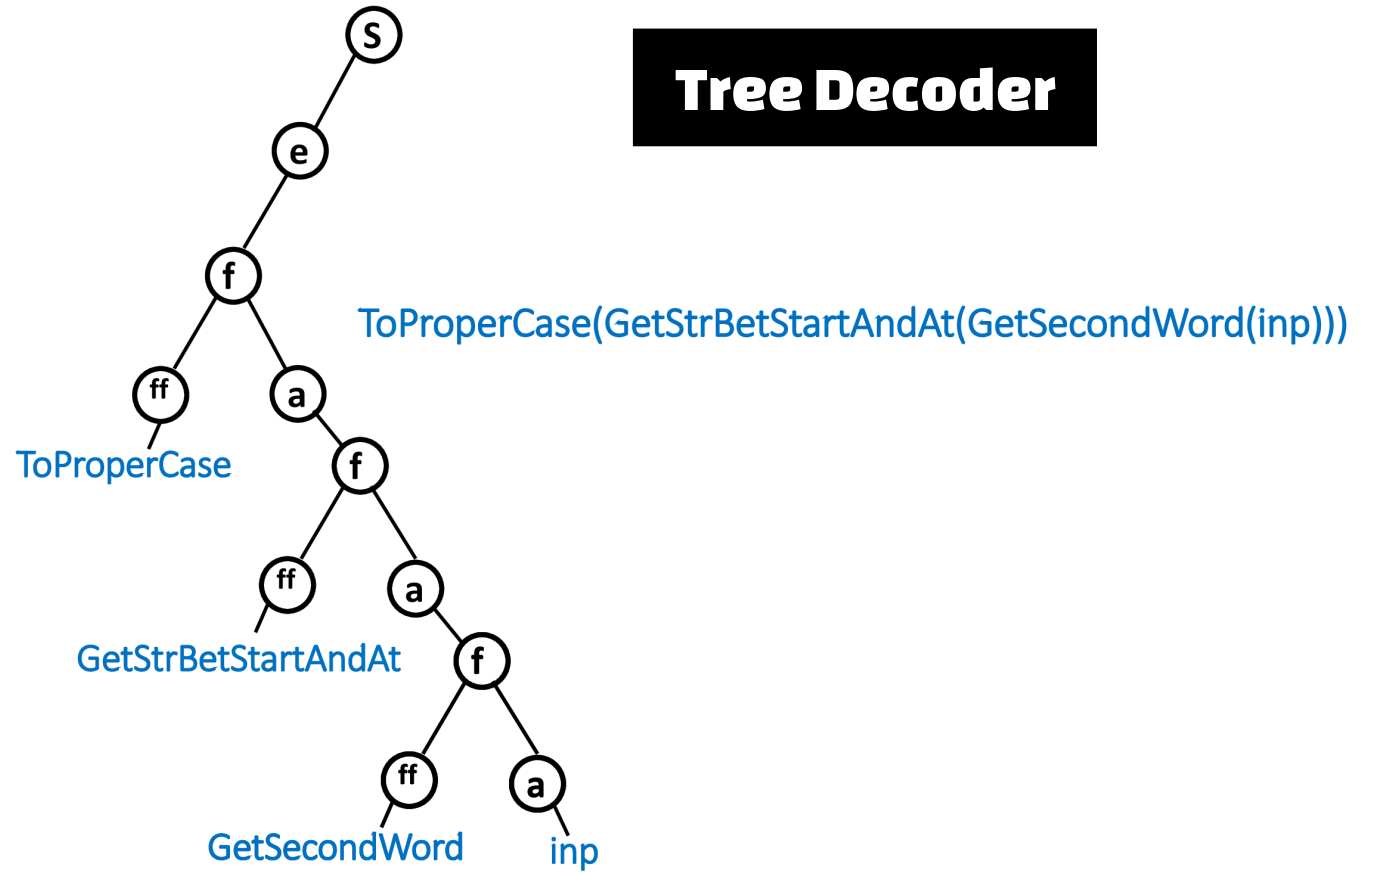 S
Tree Decoder
e
f
ToProperCase(GetStrBetStartAndAt(GetSecondWord(inp)))
ff
a
ToProperCase
f
ff
a
GetStrBetStartAndAt
f
ff
a
GetSecondWord
inp